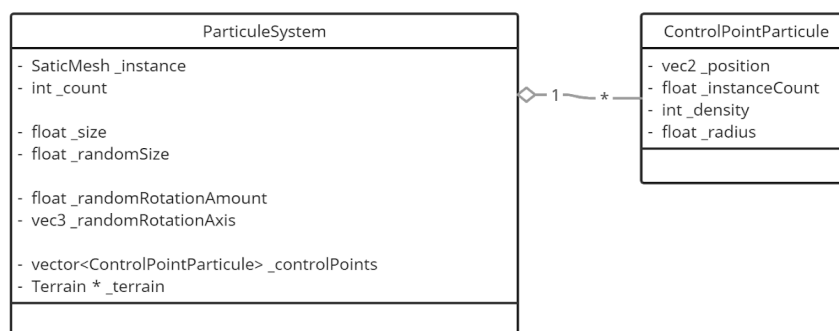 ParticuleSystem
- SaticMesh _instance
- int _count
- float _size
- float _randomSize
- float _randomRotationAmount
- vec3 _randomRotationAxis
- vector<ControlPointParticule> _controlPoints
- Terrain * _terrain
1
*
ControlPointParticule
- vec2 _position
- float _instanceCount
- int _density
- float _radius